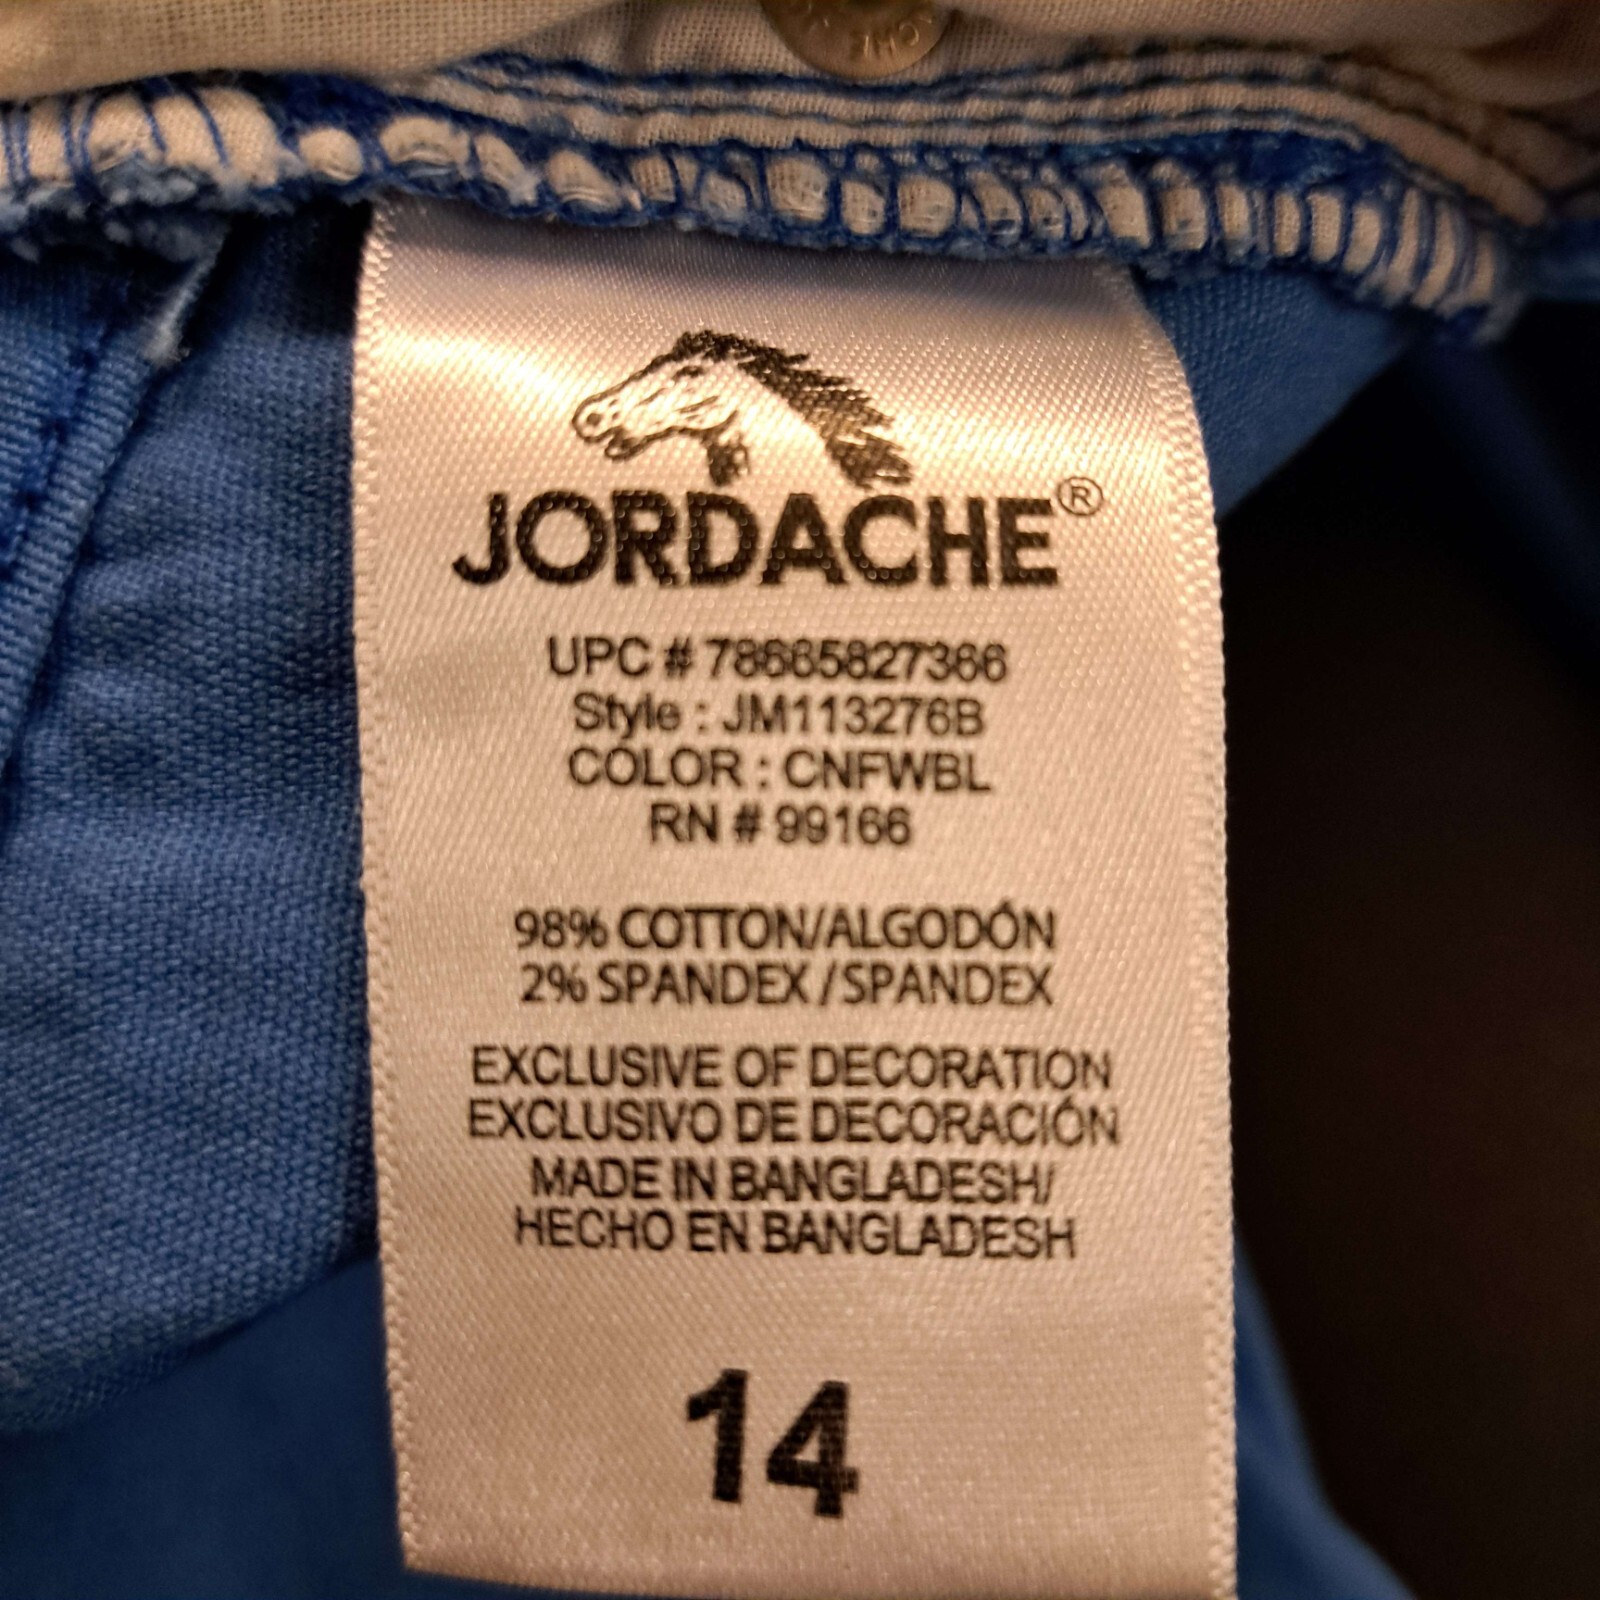 JORDACHE®
UPC # 78665827366
Style : JM113276B
COLOR : CNFWBL
RN # 99166
98% COTTON/ALGODÓN
2% SPANDEX/SPANDEX
EXCLUSIVE OF DECORATION
EXCLUSIVO DE DECORACIÓN
MADE IN BANGLADESH/
HECHO EN BANGLADESH
14